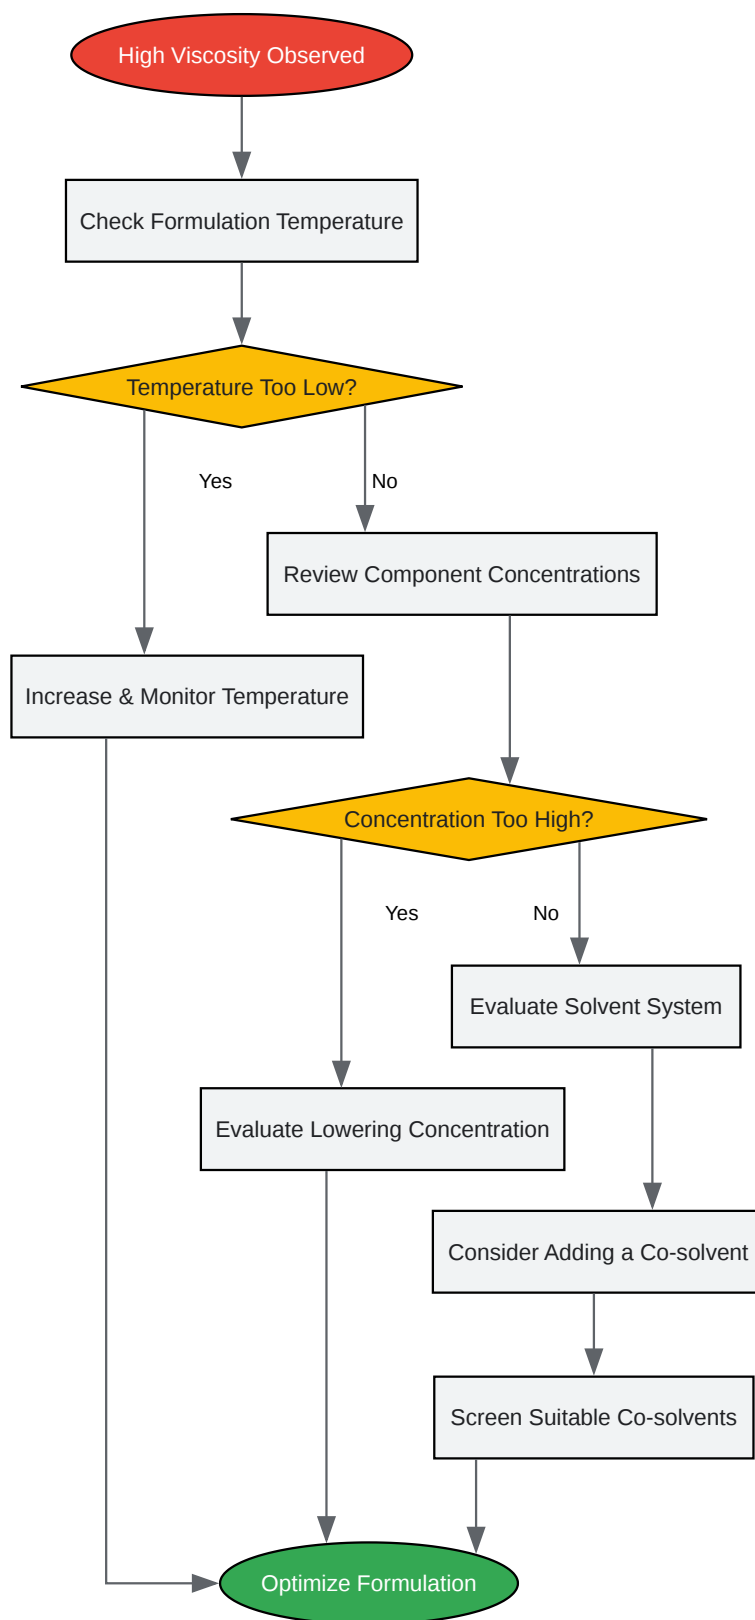 High Viscosity Observed
Check Formulation Temperature
Temperature Too Low?
Yes
No
Review Component Concentrations
Increase & Monitor Temperature
Concentration Too High?
Yes
No
Evaluate Solvent System
Evaluate Lowering Concentration
Consider Adding a Co-solvent
Screen Suitable Co-solvents
Optimize Formulation